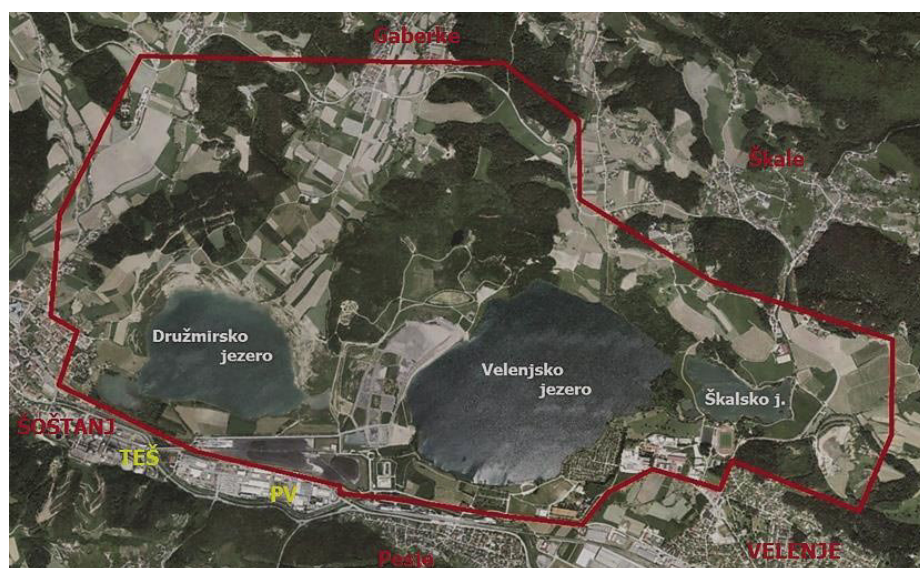 Gaberke
Škale
Družmirsko
jezero
Velenjsko
jezero
Škalsko j.
ŠOŠTANJ
TEŠ
PV
Pesje
VELENJE